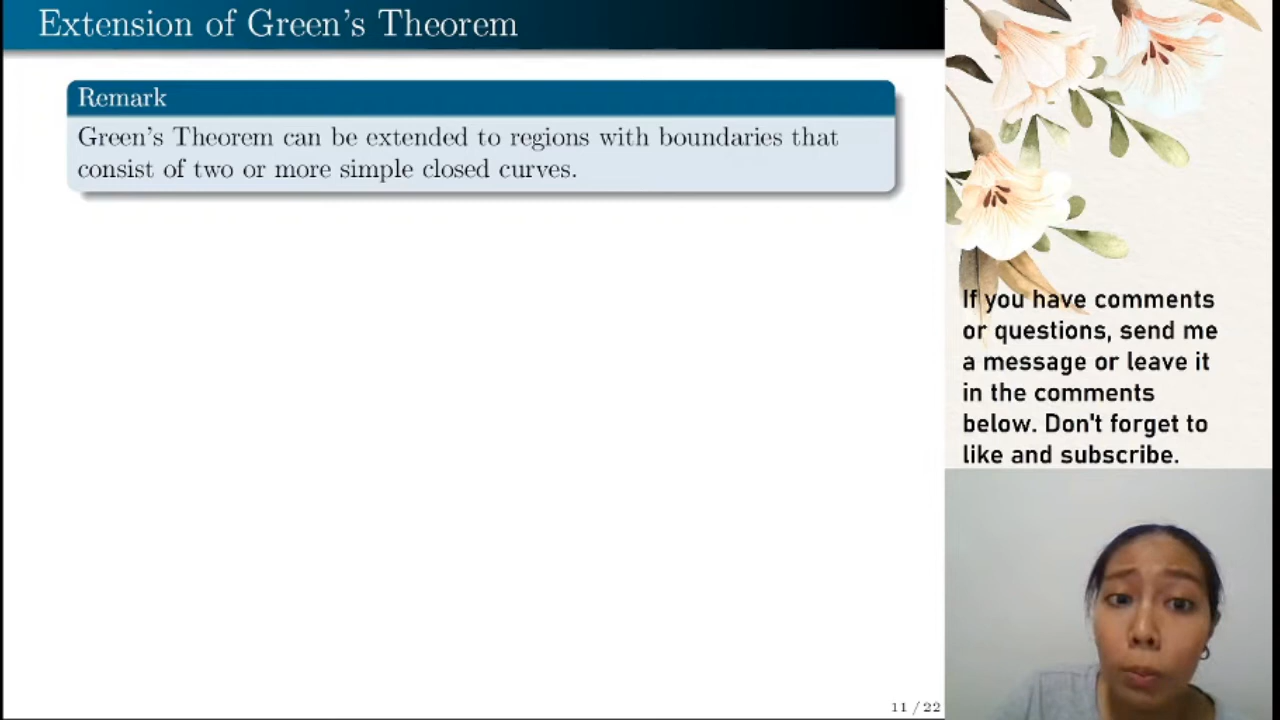 Extension of Green's Theorem
Remark
Green's Theorem can be extended to regions with boundaries that
consist of two or more simple closed curves.
If you have comments
or questions, send me
a message or leave it
in the comments
below. Don't forget to
like and subscribe.
11 / 22